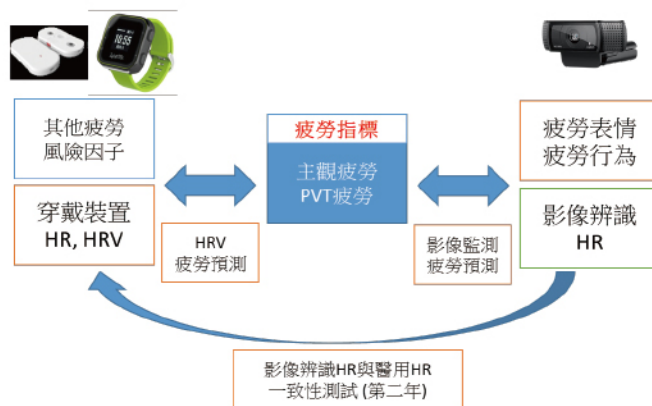 18:55
其他疲勞
風險因子
穿戴裝置
HR, HRV
HRV
疲勞預測
疲勞指標
主觀疲勞
PVT疲勞
影像監測
疲勞預測
疲勞表情
疲勞行為
影像辨識
HR
影像辨識HR與醫用HR
一致性測試 (第二年)